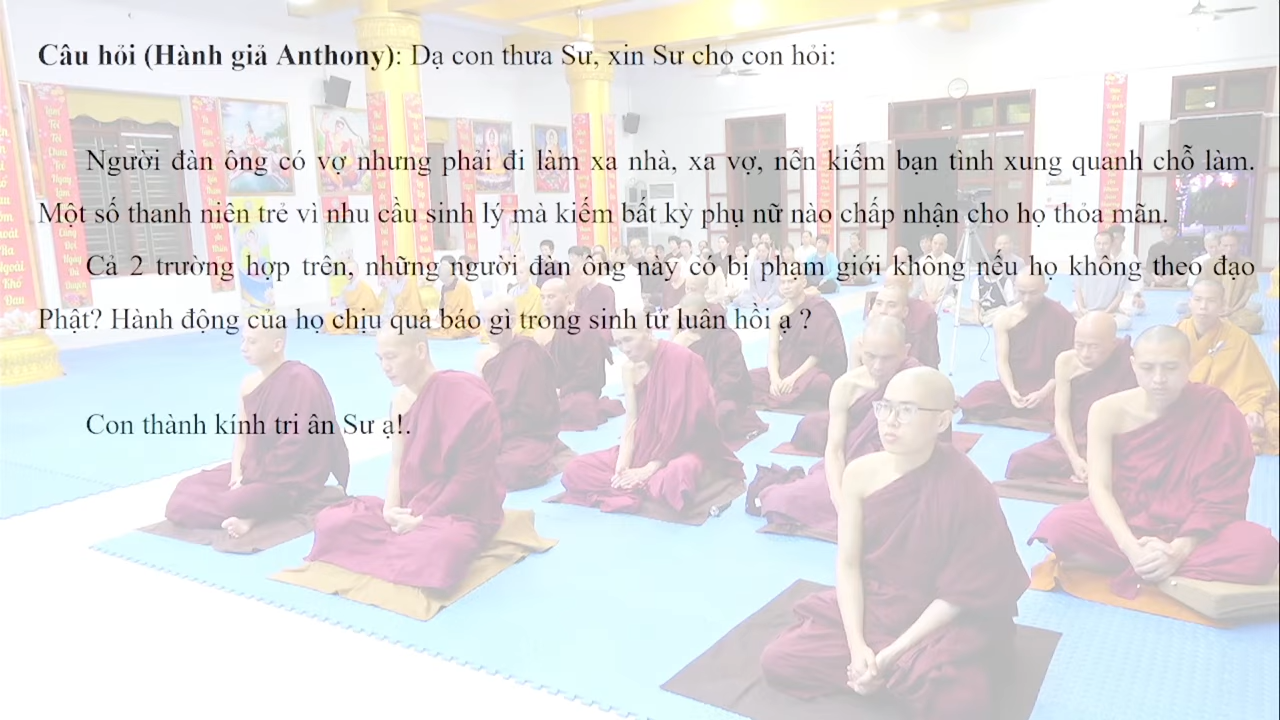 Câu hỏi (Hành giả Anthony): Dạ con thưa Sư, xin Sư cho con hỏi:
Người đàn ông có vợ nhưng phải đi làm xa nhà, xa vợ, nên kiếm bạn tình xung quanh chỗ làm.
Một số thanh niên trẻ vì nhu cầu sinh lý mà kiếm bất kỳ phụ nữ nào chấp nhận cho họ thỏa mãn.
Cả 2 trường hợp trên, những người đàn ông này có bị phạm giới không nếu họ không theo đạo
Phật? Hành động của họ chịu quả báo gì trong sinh tử luân hồi ạ ?
Con thành kính tri ân Sư ạ!.